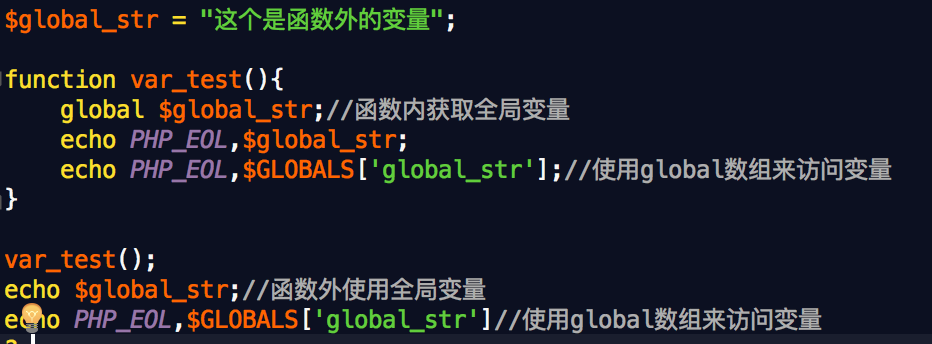 $global_str = "这个是函数外的变量";
function var_test(){
global $global_str;//函数内获取全局变量
echo PHP_EOL,$global_str;
echo PHP_EOL,$GLOBALS['global_str'];//使用global数组来访问变量
}
var_test();
echo $global_str;//函数外使用全局变量
echo PHP_EOL,$GLOBALS['global_str']//使用global数组来访问变量